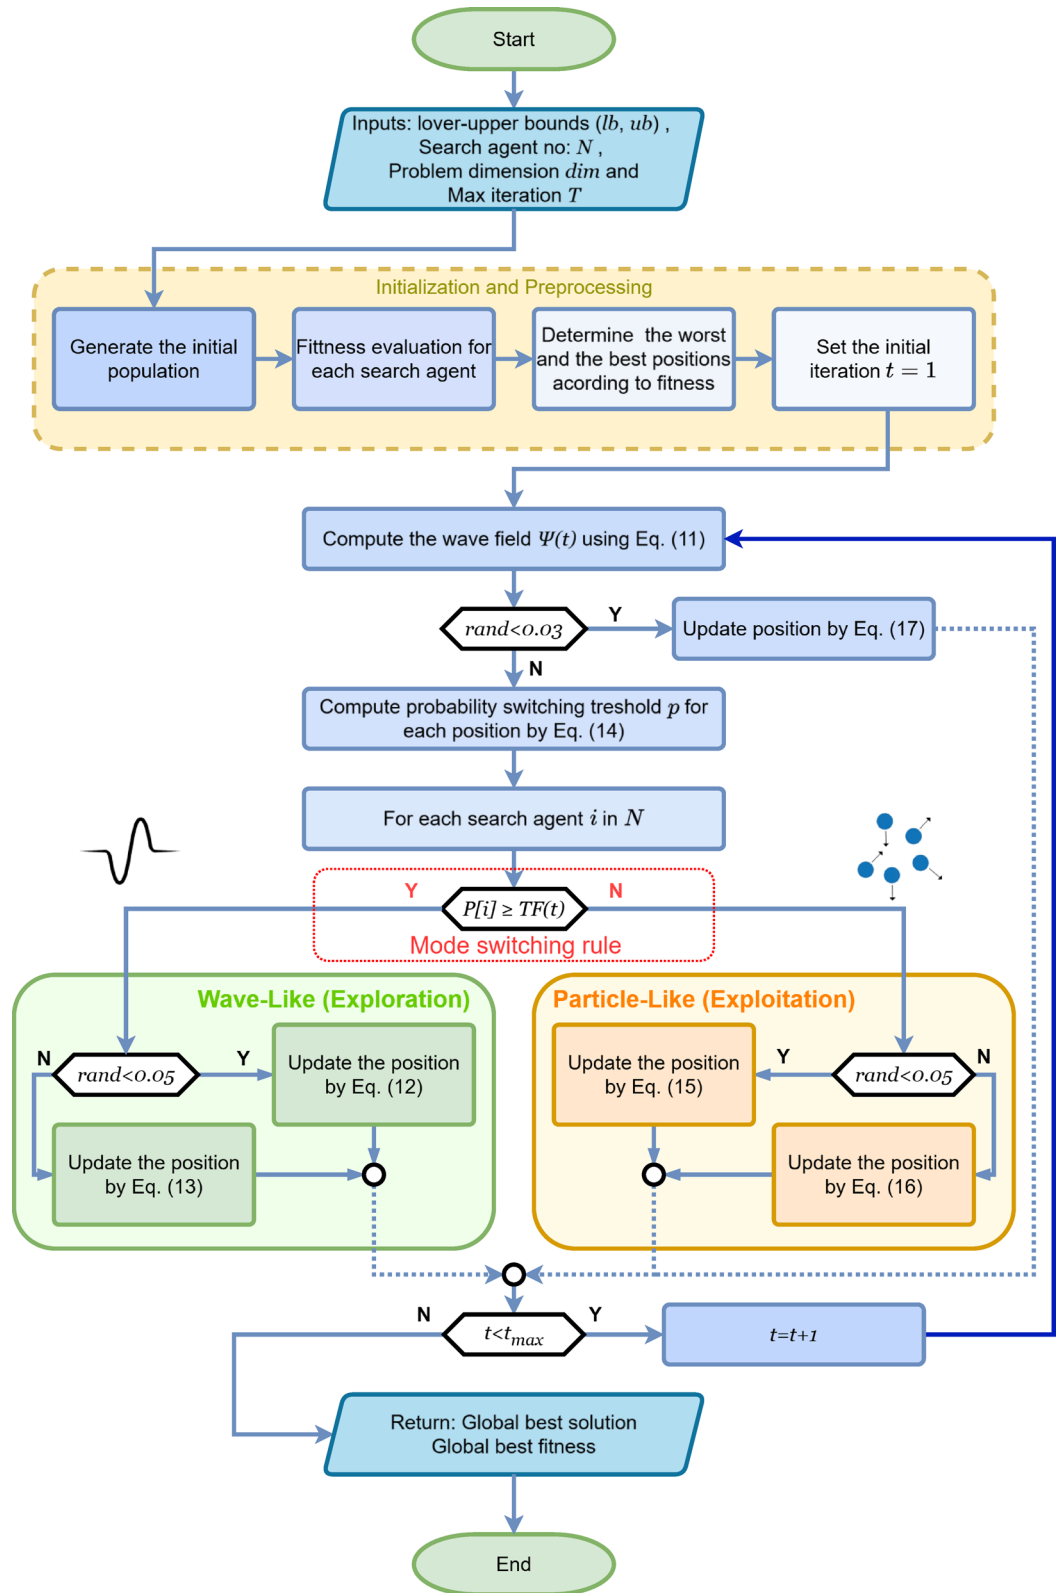 Start
Inputs: lover-upper bounds (lb, ub) ,
Search agent no: N ,
Problem dimension dim and
Max iteration T
Initialization and Preprocessing
Generate the initial
population
Fittness evaluation for
each search agent
Determine the worst
and the best positions
acording to fitness
Set the initial
iteration t = 1
Compute the wave field Ψ(t) using Eq. (11)
rand<0.03
Y
Update position by Eq. (17)
N
Compute probability switching treshold p for
each position by Eq. (14)
For each search agent i in N
Y
P[i] ≥ TF(t)
N
Mode switching rule
Wave-Like (Exploration)
N
rand<0.05
Y
Update the position
by Eq. (12)
Update the position
by Eq. (13)
Particle-Like (Exploitation)
Update the position
by Eq. (15)
Y
rand<0.05
N
Update the position
by Eq. (16)
N
t<tmax
Y
t=t+1
Return: Global best solution
Global best fitness
End